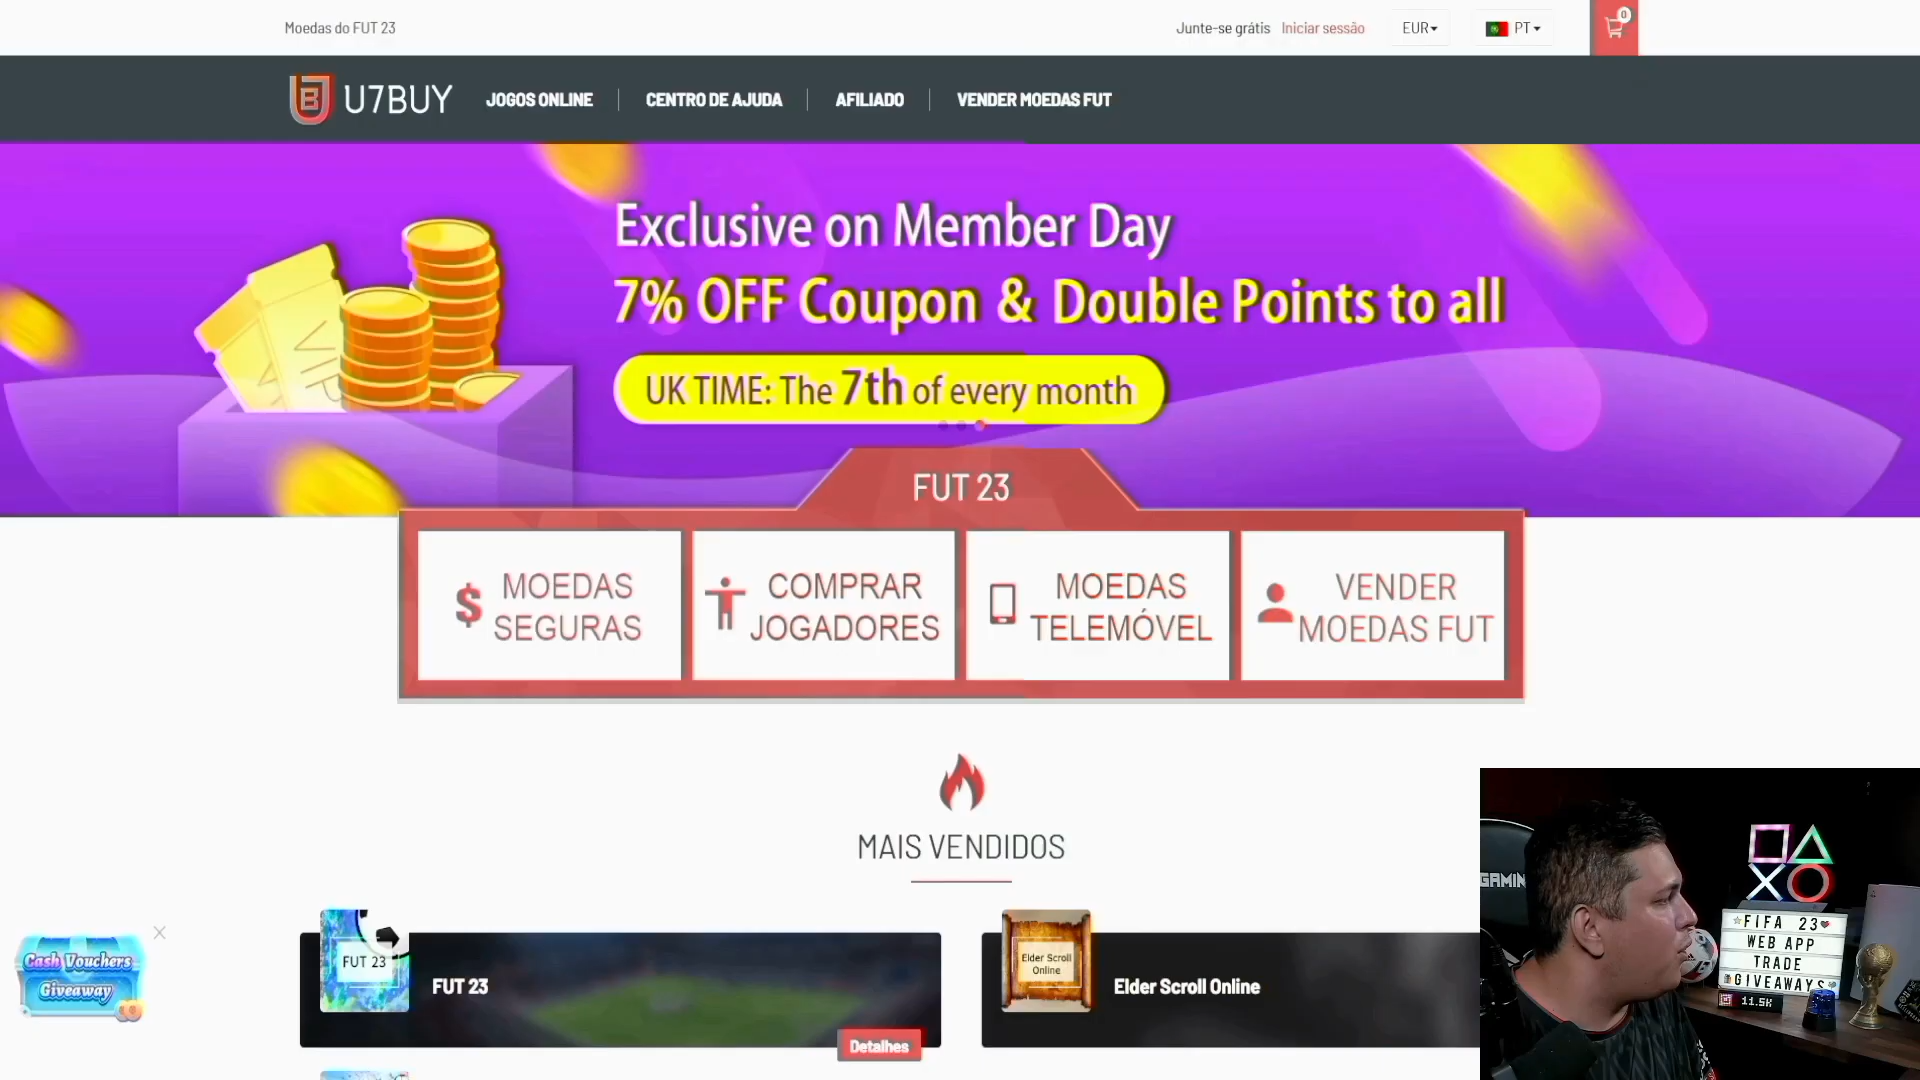 Moedas do FUT 23
Junte-se grátis Iniciar sessão EUR PT 0
U7BUY JOGOS ONLINE CENTRO DE AJUDA AFILIADO VENDER MOEDAS FUT
Exclusive on Member Day
7% OFF Coupon & Double Points to all
UK TIME: The 7th of every month
FUT 23
MOEDAS
SEGURAS
COMPRAR
JOGADORES
MOEDAS
TELEMÓVEL
VENDER
MOEDAS FUT
MAIS VENDIDOS
Cash Vouchers
Giveaway
FUT 23
FUT 23
Detalhes
Elder Scroll
Online
Elder Scroll Online
GAMIN
FIFA 23
WEB APP
TRADE
GIVEAWAYS
11.5K